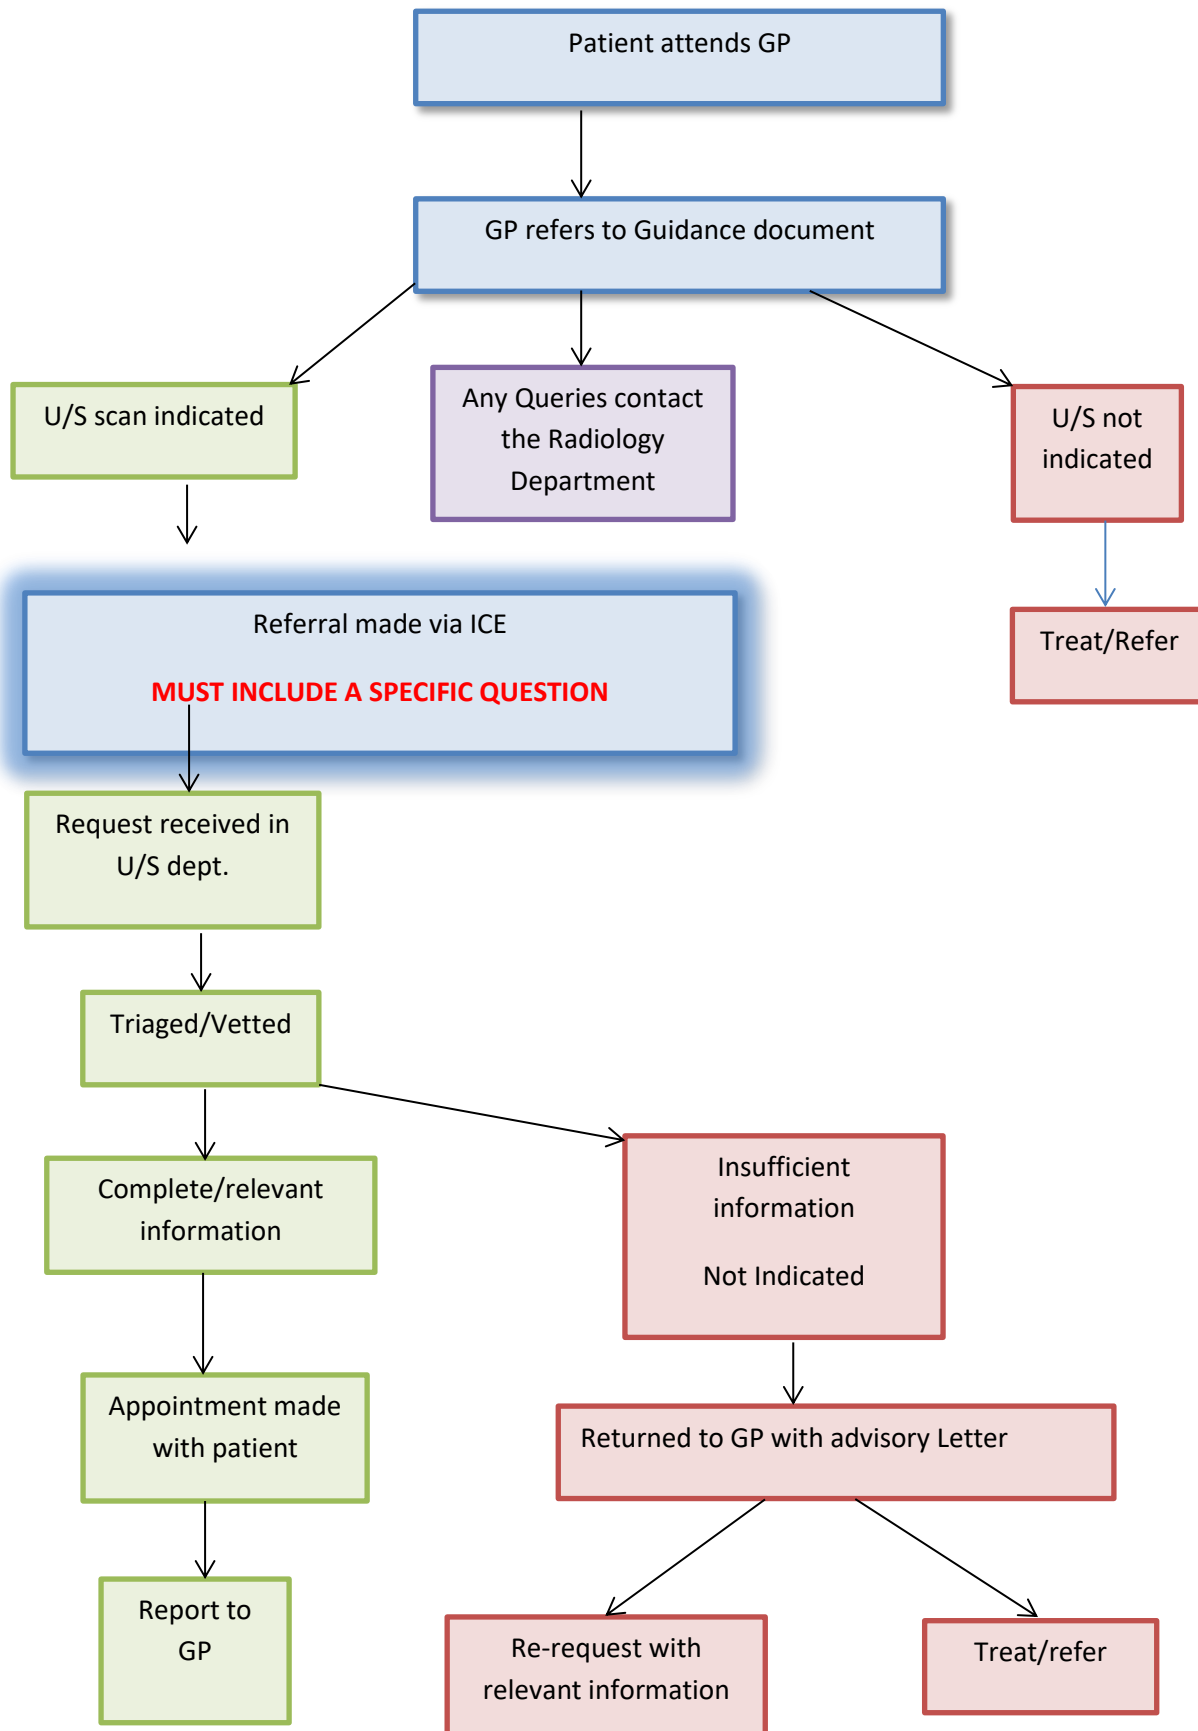 Patient attends GP
GP refers to Guidance document
U/S scan indicated
Any Queries contact
the Radiology
Department
U/S not
indicated
Referral made via ICE
MUST INCLUDE A SPECIFIC QUESTION
Treat/Refer
Request received in
U/S dept.
Triaged/Vetted
Complete/relevant
information
Insufficient
information
Not Indicated
Appointment made
with patient
Returned to GP with advisory Letter
Report to
GP
Re-request with
relevant information
Treat/refer